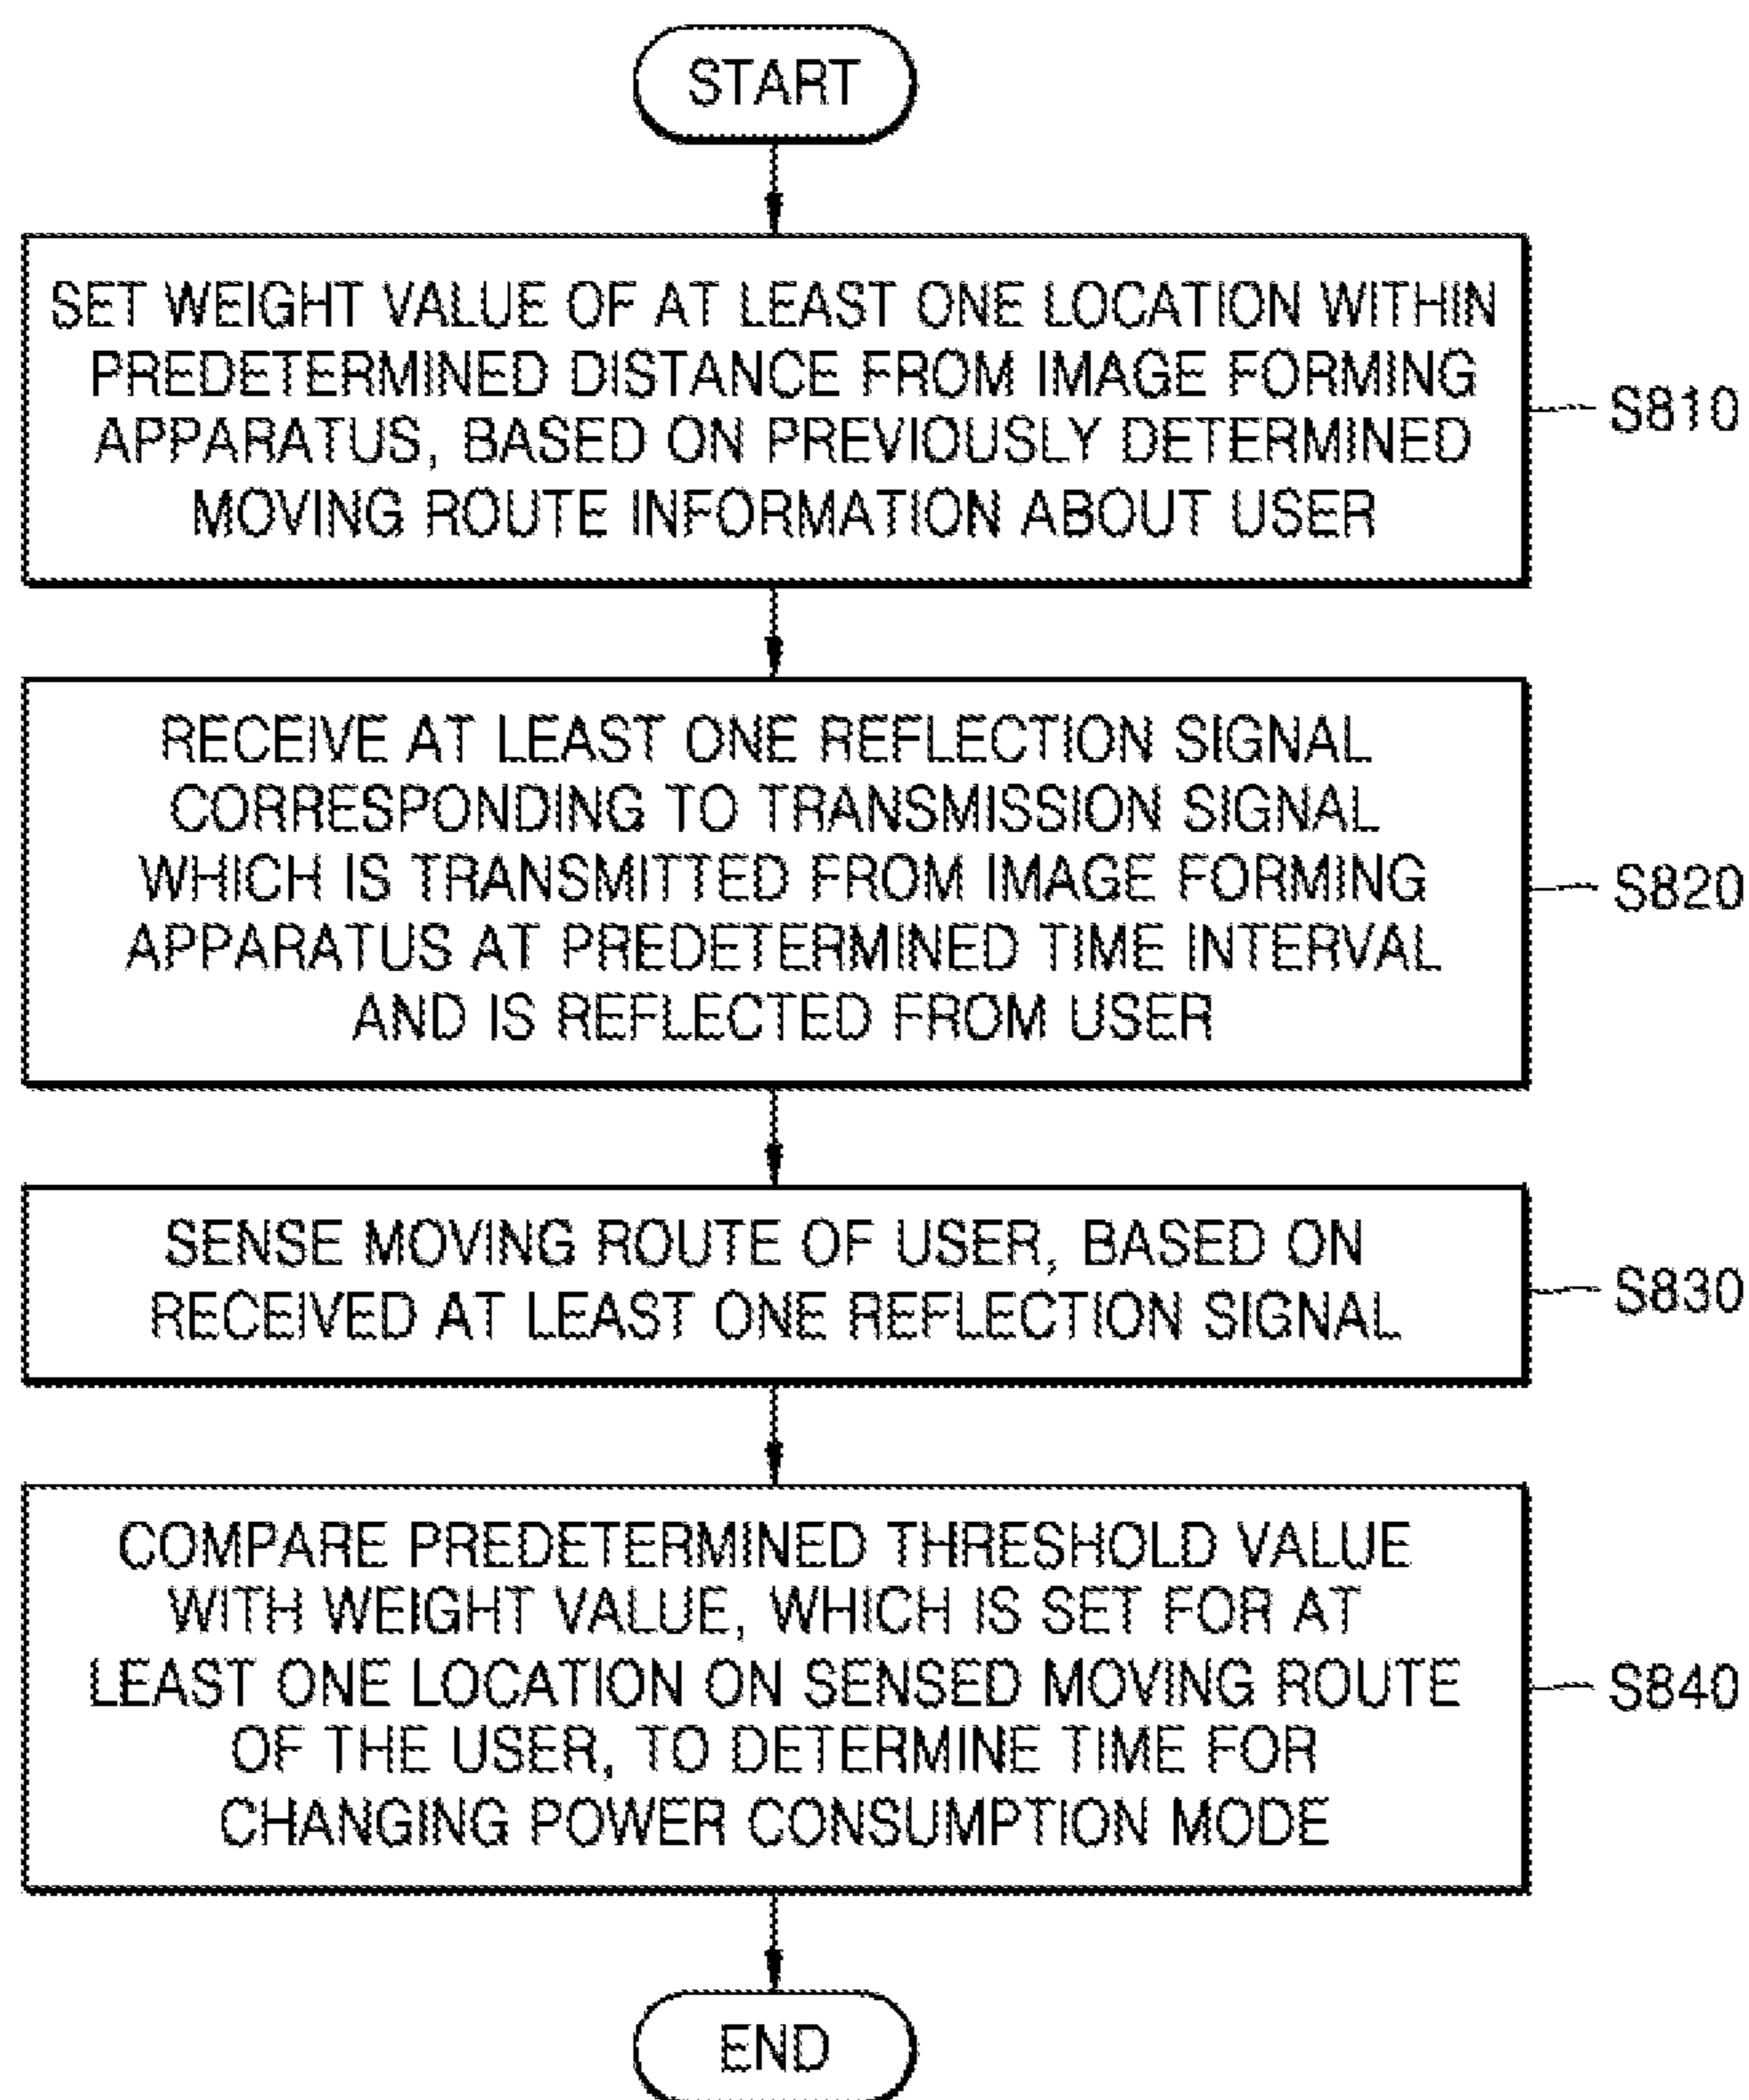 START
SET WEIGHT VALUE OF AT LEAST ONE LOCATION WITHIN
PREDETERMINED DISTANCE FROM IMAGE FORMING
APPARATUS, BASED ON PREVIOUSLY DETERMINED
MOVING ROUTE INFORMATION ABOUT USER
S810
RECEIVE AT LEAST ONE REFLECTION SIGNAL
CORRESPONDING TO TRANSMISSION SIGNAL
WHICH IS TRANSMITTED FROM IMAGE FORMING
APPARATUS AT PREDETERMINED TIME INTERVAL
AND IS REFLECTED FROM USER
S820
SENSE MOVING ROUTE OF USER, BASED ON
RECEIVED AT LEAST ONE REFLECTION SIGNAL
S830
COMPARE PREDETERMINED THRESHOLD VALUE
WITH WEIGHT VALUE, WHICH IS SET FOR AT
LEAST ONE LOCATION ON SENSED MOVING ROUTE
OF THE USER, TO DETERMINE TIME FOR
CHANGING POWER CONSUMPTION MODE
S840
END